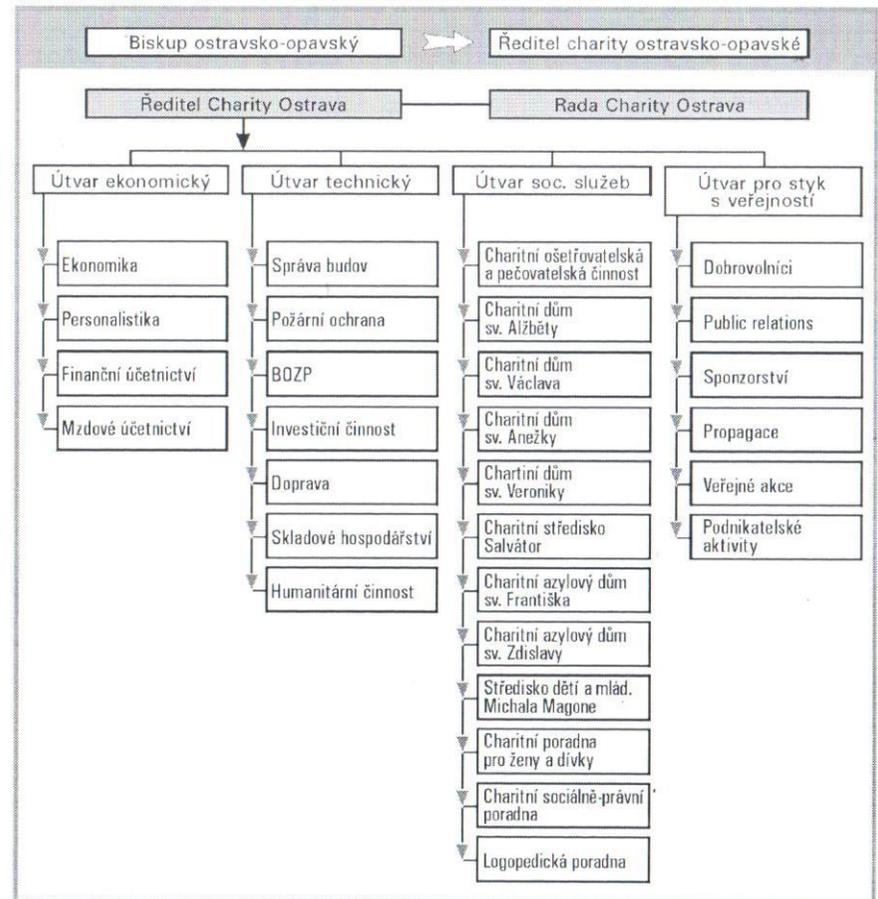 Biskup ostravsko-opavský
Ředitel charity ostravsko-opavské
Ředitel Charity Ostrava
Rada Charity Ostrava
Útvar ekonomický
Ekonomika
Personalistika
Finanční účetnictví
Mzdové účetnictví
Útvar technický
Správa budov
Požární ochrana
BOZP
Investiční činnost
Doprava
Skladové hospodářství
Humanitární činnost
Útvar soc. služeb
Charitní ošetřovatelská
a pečovatelská činnost
Charitní dům
sv. Alžběty
Charitní dům
sv. Václava
Charitní dům
sv. Anežky
Chartiní dům
sv. Veroniky
Charitní středisko
Salvátor
Charitní azylový dům
sv. Františka
Charitní azylový dům
sv. Zdislavy
Středisko dětí a mlád.
Michala Magone
Charitní poradna
pro ženy a dívky
Charitní sociálně-právní
poradna
Logopedická poradna
Útvar pro styk
s veřejností
Dobrovolníci
Public relations
Sponzorství
Propagace
Veřejné akce
Podnikatelské
aktivity